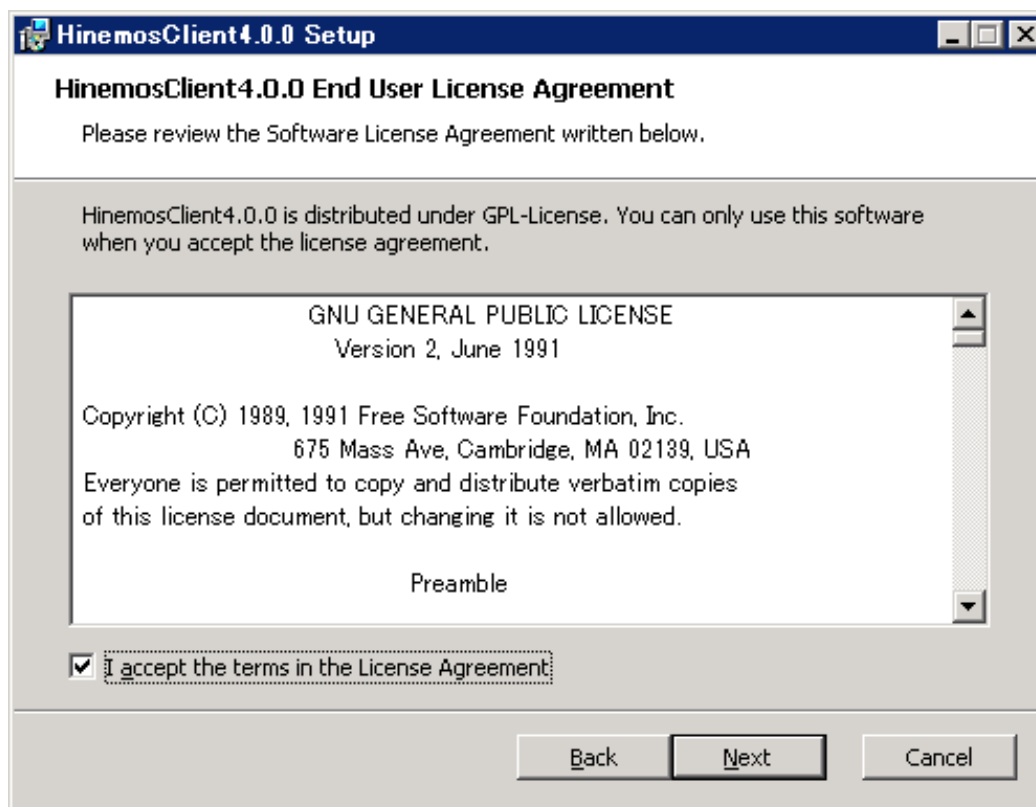 HinemosClient4.0.0 Setup
HinemosClient4.0.0 End User License Agreement
Please review the Software License Agreement written below.
HinemosClient4.0.0 is distributed under GPL-License. You can only use this software
when you accept the license agreement.
GNU GENERAL PUBLIC LICENSE
Version 2, June 1991
Copyright (C) 1989, 1991 Free Software Foundation, Inc.
675 Mass Ave, Cambridge, MA 02139, USA
Everyone is permitted to copy and distribute verbatim copies
of this license document, but changing it is not allowed.
Preamble
I accept the terms in the License Agreement
Back Next Cancel